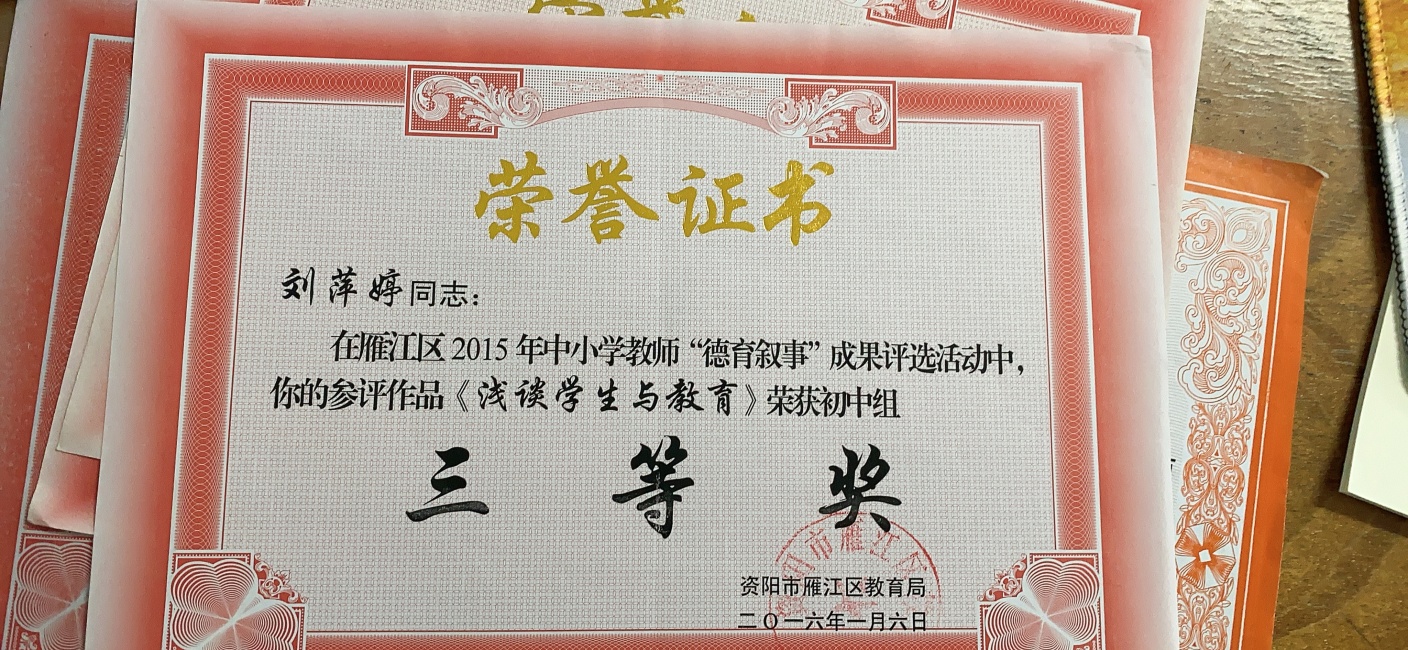 荣誉证书
刘萍婷同志：
在雁江区2015年中小学教师“德育叙事”成果评选活动中，
你的参评作品《浅谈学生与教育》荣获初中组
三等奖
资阳市雁江区教育局
二〇一六年一月六日